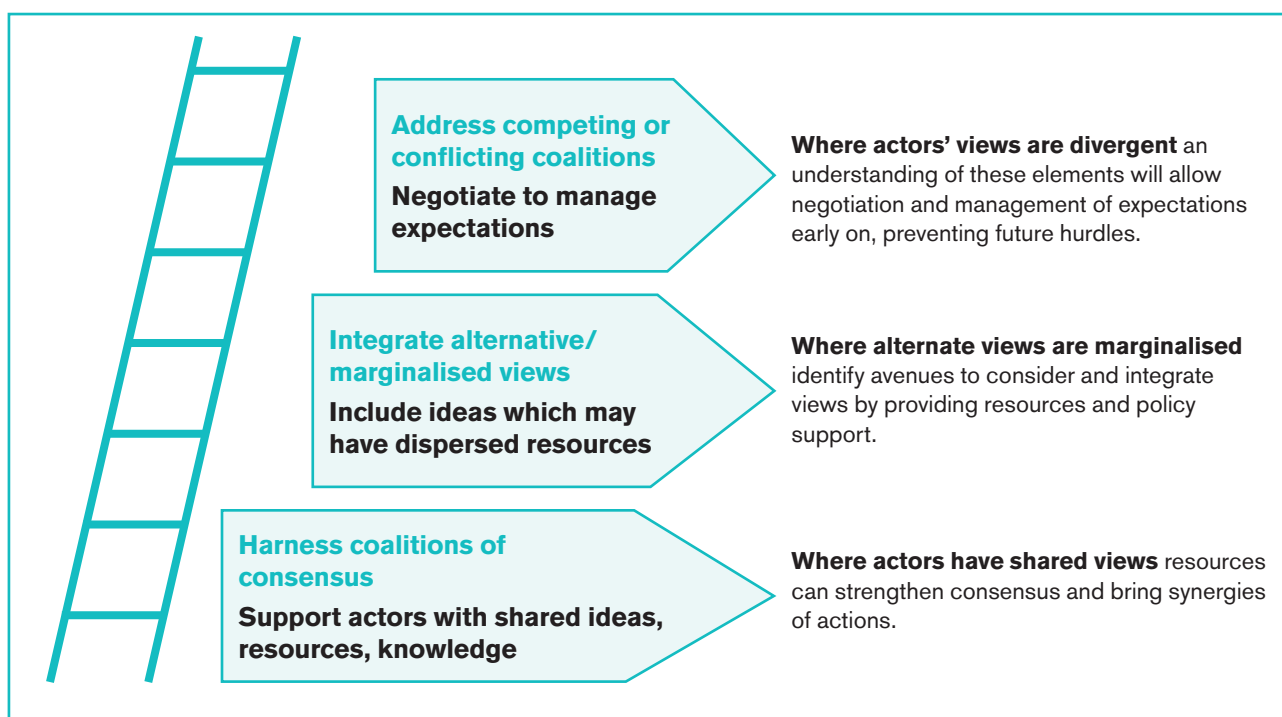 Address competing or
conflicting coalitions
Negotiate to manage
expectations
Where actors’ views are divergent an
understanding of these elements will allow
negotiation and management of expectations
early on, preventing future hurdles.
Integrate alternative/
marginalised views
Include ideas which may
have dispersed resources
Where alternate views are marginalised
identify avenues to consider and integrate
views by providing resources and policy
support.
Harness coalitions of
consensus
Support actors with shared ideas,
resources, knowledge
Where actors have shared views resources
can strengthen consensus and bring synergies
of actions.